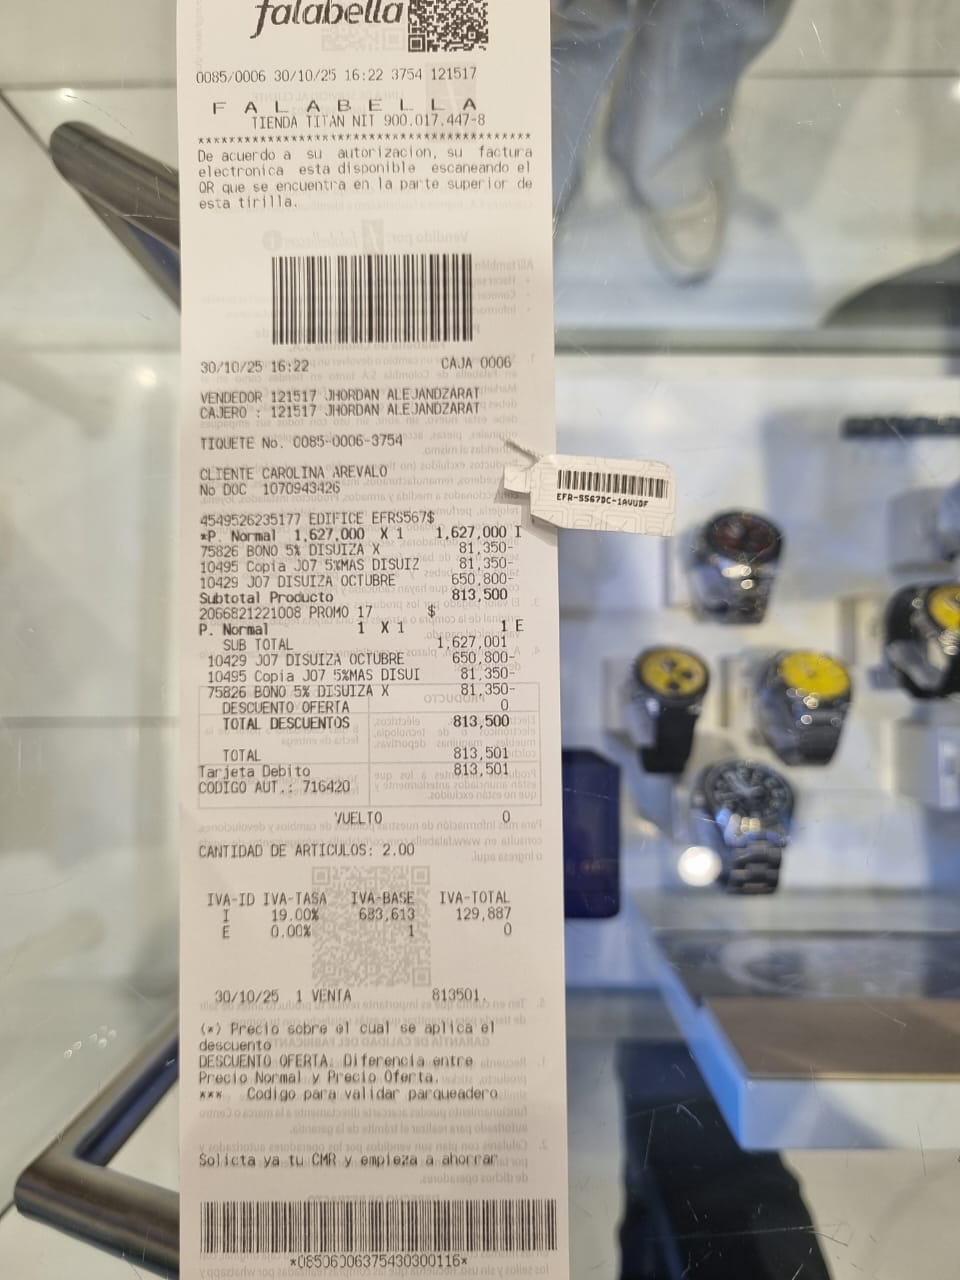 falabella
0085/0006 30/10/25 16:22 3754 121517
F A L A B E L L A
TIENDA TITAN NIT 900.017.447-8
****************************************
De acuerdo a su autorizacion, su factura
electronica esta disponible escaneando el
QR que se encuentra en la parte superior de
esta tirilla.
30/10/25 16:22 CAJA 0006
VENDEDOR 121517 JHORDAN ALEJANDZARAT
CAJERO : 121517 JHORDAN ALEJANDZARAT
TIQUETE No. 0085-0006-3754
CLIENTE CAROLINA AREVALO
No DOC 1070943426
4549526235177 EDIFICE EFRS567$
*P. Normal 1,627,000 X 1 1,627,000 I
75826 BONO 5% DISUIZA X 81,350-
10495 Copia J07 5%MAS DISUIZ 81,350-
10429 J07 DISUIZA OCTUBRE 650,800-
Subtotal Producto 813,500
2066821221008 PROMO 17 $
P. Normal 1 X 1 1 E
SUB TOTAL 1,627,001
10429 J07 DISUIZA OCTUBRE 650,800-
10495 Copia J07 5%MAS DISUI 81,350-
75826 BONO 5% DISUIZA X 81,350-
DESCUENTO OFERTA 0
TOTAL DESCUENTOS 813,500
TOTAL 813,501
Tarjeta Debito 813,501
CODIGO AUT.: 716420
VUELTO 0
CANTIDAD DE ARTICULOS: 2.00
IVA-ID IVA-TASA IVA-BASE IVA-TOTAL
I 19.00% 683,613 129,887
E 0.00% 1 0
30/10/25 1 VENTA 813501.
(*) Precio sobre el cual se aplica el
descuento
DESCUENTO OFERTA: Diferencia entre
Precio Normal y Precio Oferta.
*** Codigo para validar parqueadero
Solicta ya tu CMR y empieza a ahorrar
*08506006375430300116*
EFR-S567DC-1AVUDF